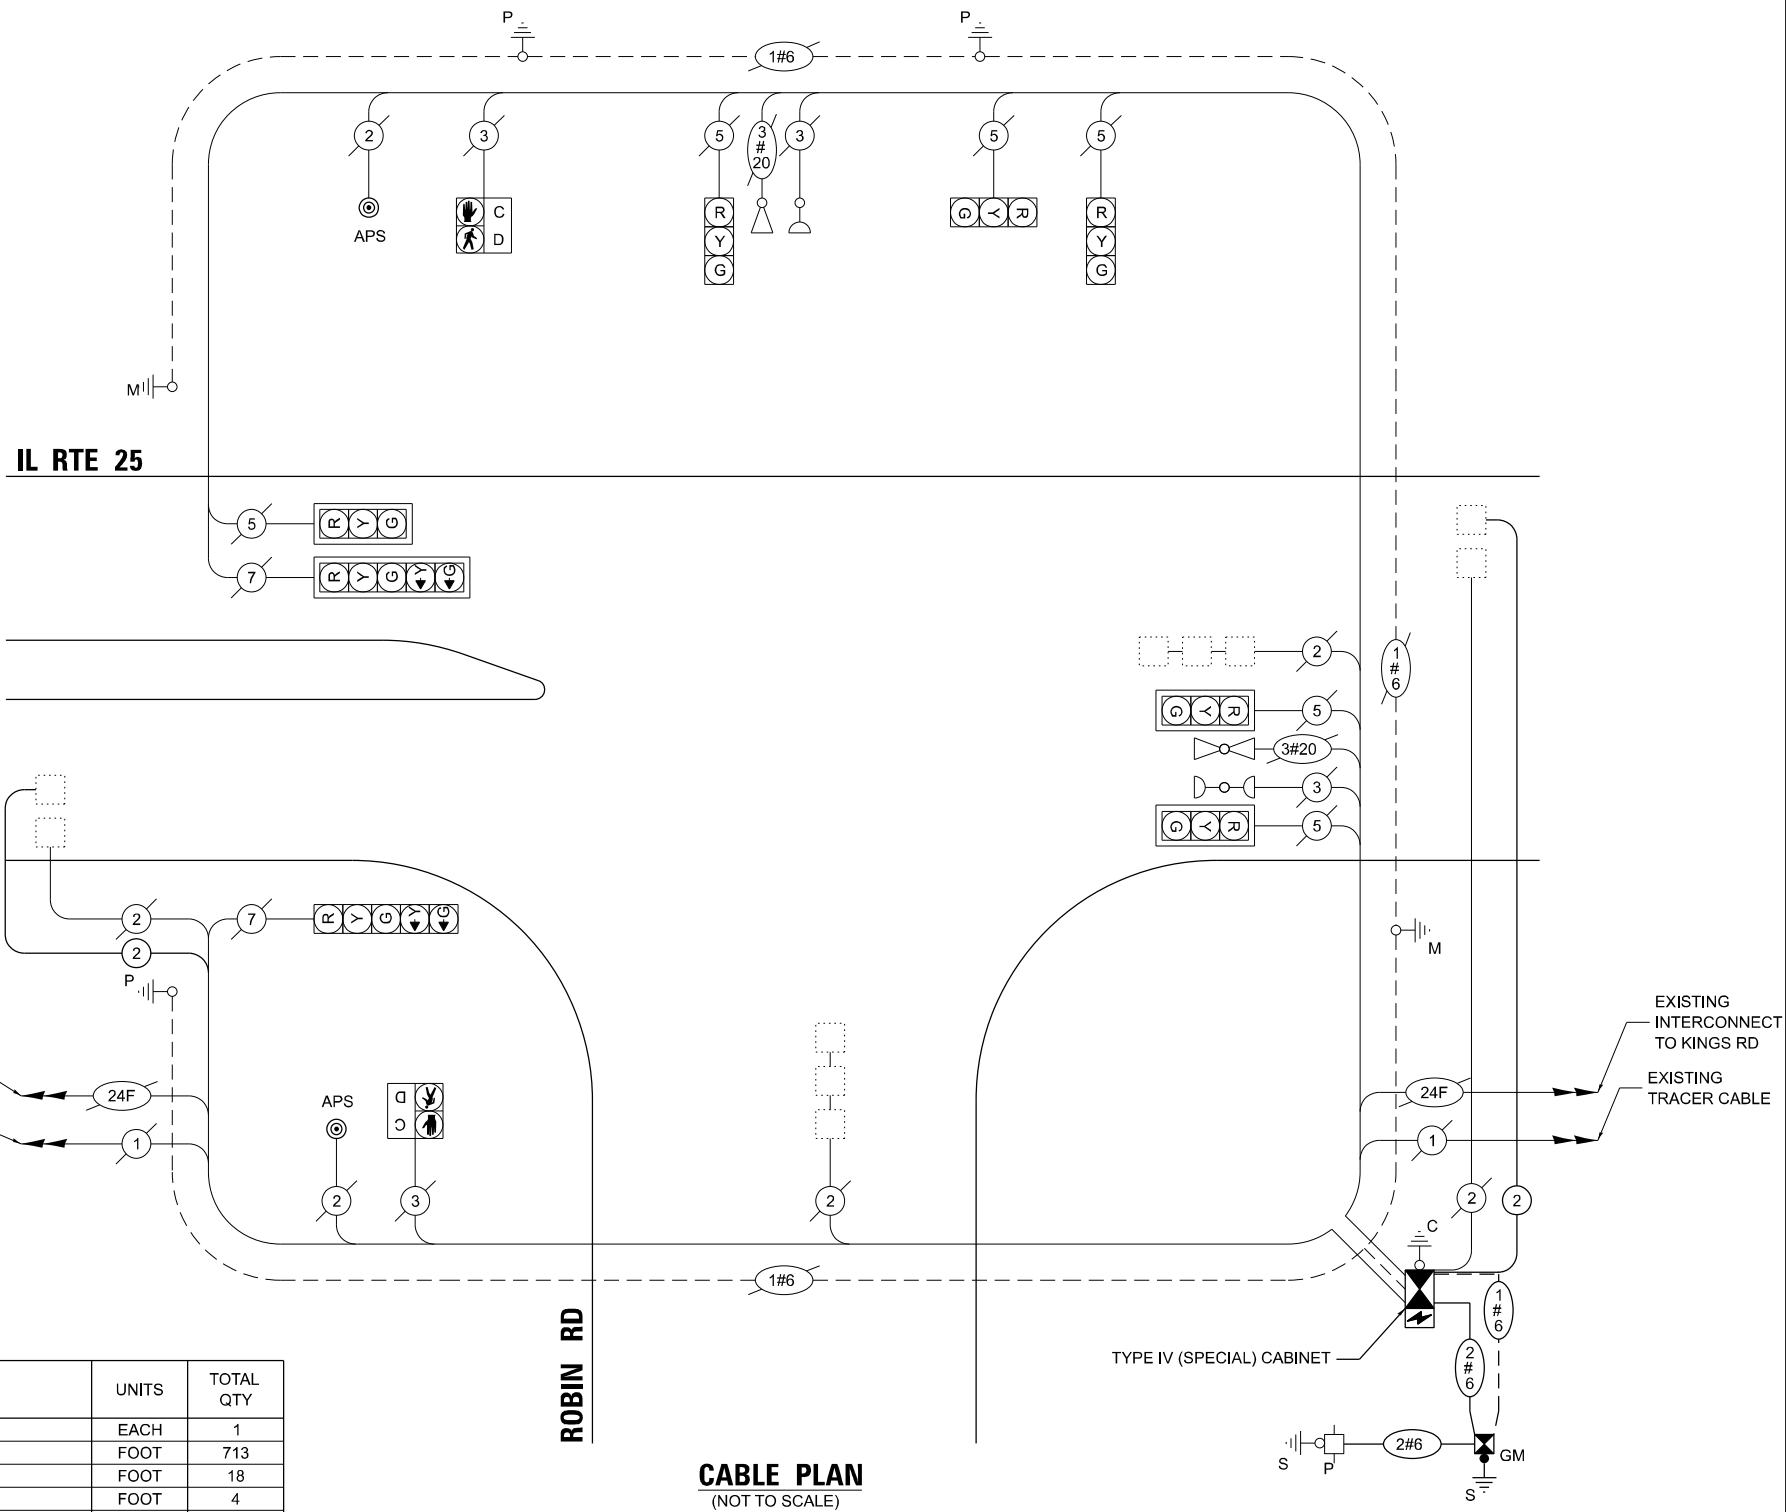 P
P
1#6
2
3
5
3
#
20
3
5
5
APS
C
D
R
Y
G
G Y R
R
Y
G
M
IL RTE 25
5
R Y G
7
R Y G Y G
2
1
#
6
G Y R
5
3#20
3
G Y R
5
2
7
R Y G Y G
2
P
M
24F
1
APS
D
C
2
3
2
24F
1
EXISTING
INTERCONNECT
TO KINGS RD
EXISTING
TRACER CABLE
2
2
C
1#6
1
#
6
TYPE IV (SPECIAL) CABINET
2
#
6
2#6
S
P
GM
S
ROBIN RD
UNITS
TOTAL
QTY
EACH 1
FOOT 713
FOOT 18
FOOT 4
CABLE PLAN
(NOT TO SCALE)